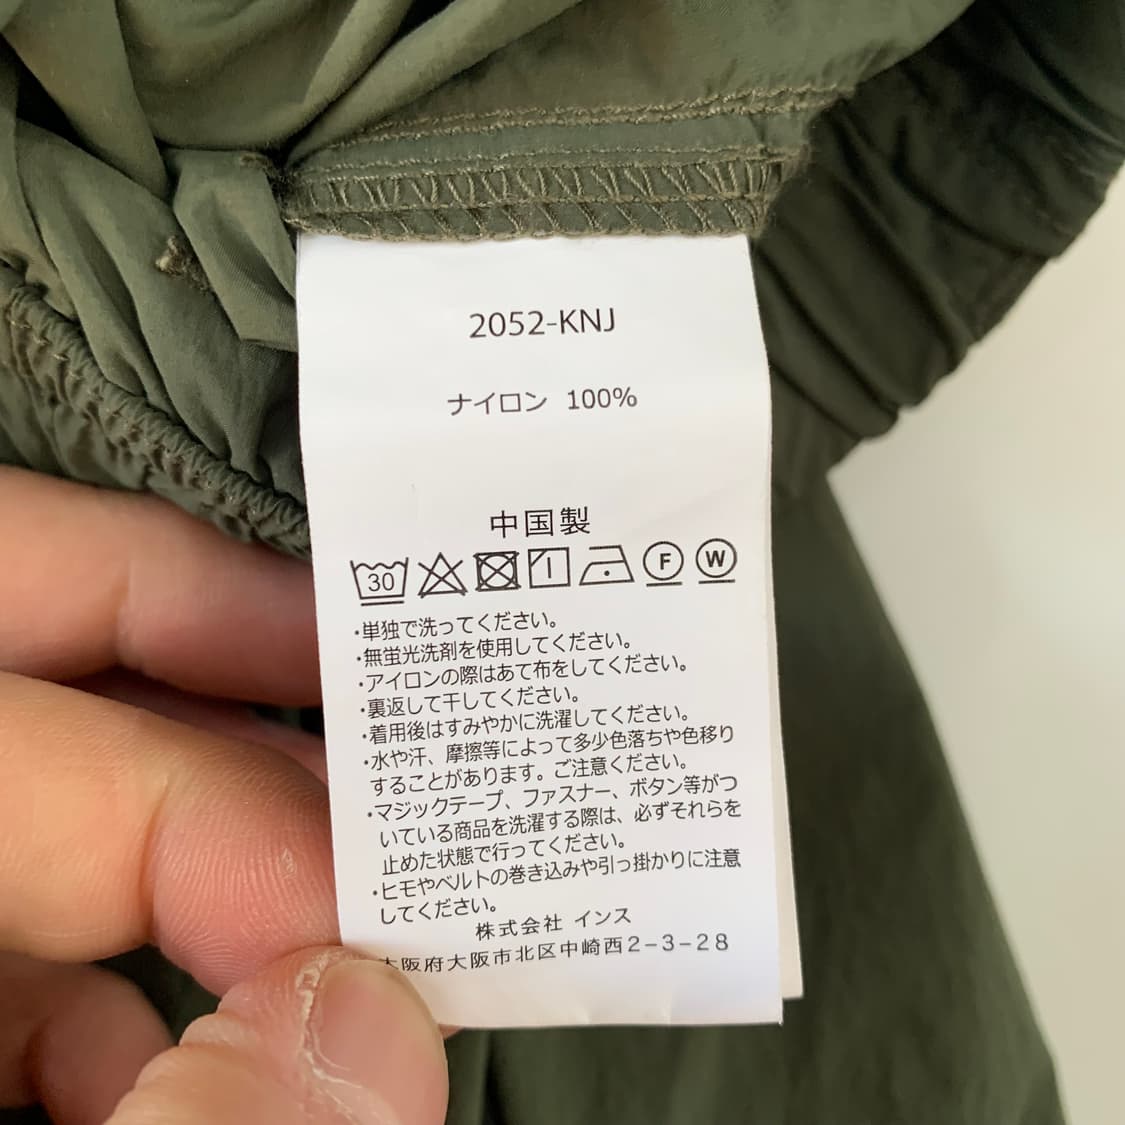 2052-KNJ
ナイロン 100%
中国製
30 F W
・単独で洗ってください。
・無蛍光洗剤を使用してください。
・アイロンの際はあて布をしてください。
・裏返して干してください。
・着用後はすみやかに洗濯してください。
・水や汗、摩擦等によって多少色落ちや色移り
することがあります。ご注意ください。
・マジックテープ、ファスナー、ボタン等がつ
いている商品を洗濯する際は、必ずそれらを
止めた状態で行ってください。
・ヒモやベルトの巻き込みや引っ掛かりに注意
してください。
株式会社 インス
大阪府大阪市北区中崎西2-3-28